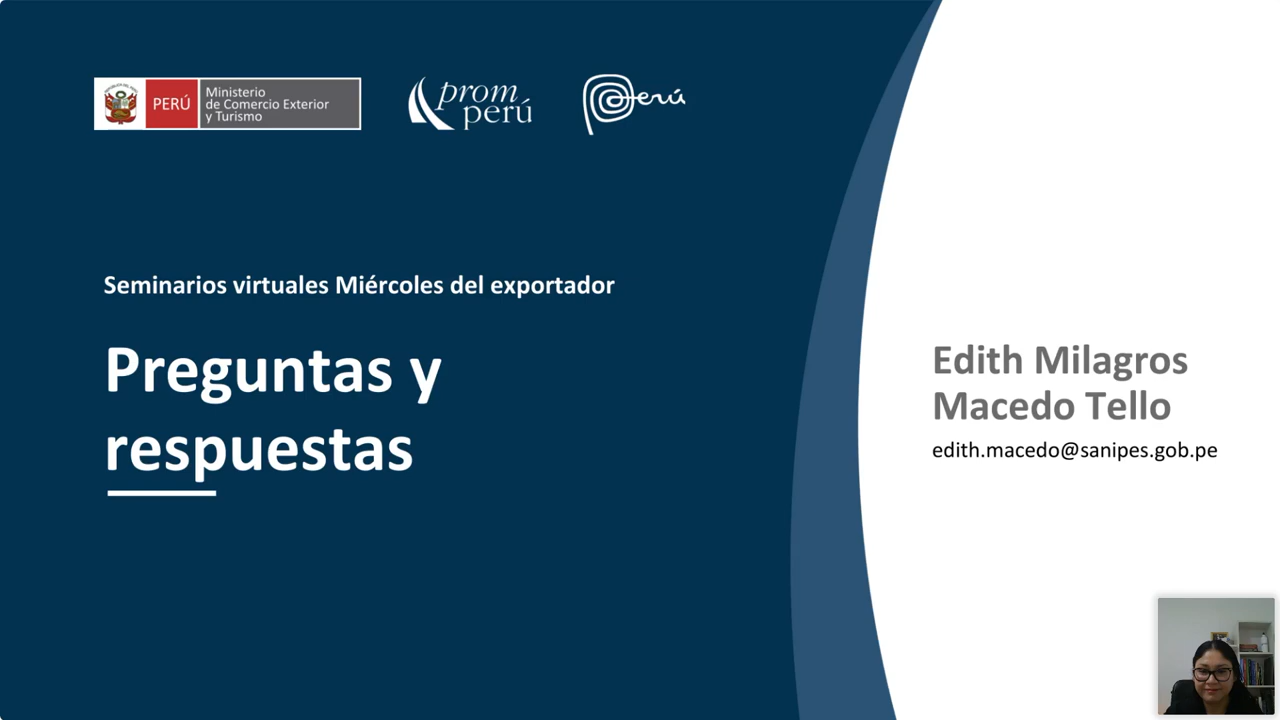 PERÚ
Ministerio
de Comercio Exterior
y Turismo
prom
perú
Perú
Seminarios virtuales Miércoles del exportador
Preguntas y
respuestas
Edith Milagros
Macedo Tello
edith.macedo@sanipes.gob.pe